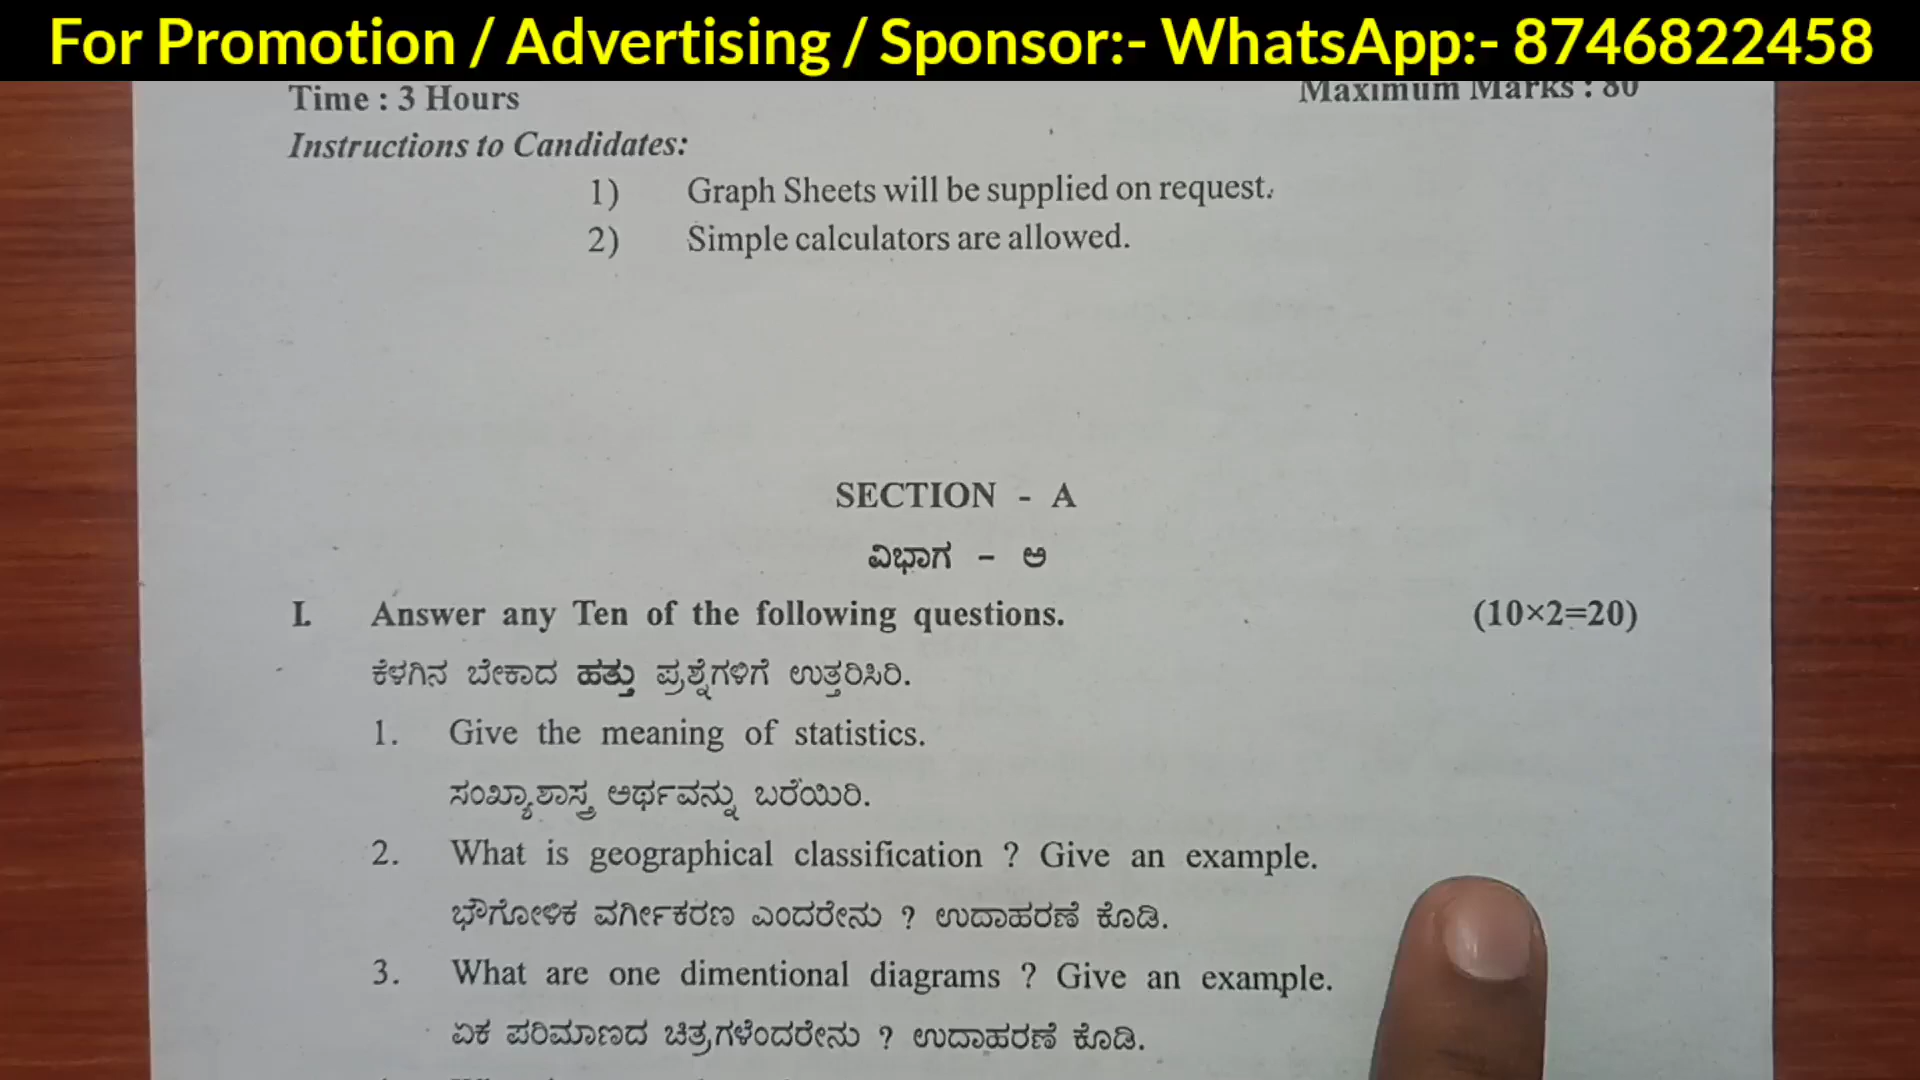 For Promotion / Advertising / Sponsor:- WhatsApp:- 8746822458
Time : 3 Hours Maximum Marks : 80
Instructions to Candidates:
1) Graph Sheets will be supplied on request.
2) Simple calculators are allowed.
SECTION - A
ವಿಭಾಗ - ಅ
I. Answer any Ten of the following questions. (10×2=20)
ಕೆಳಗಿನ ಬೇಕಾದ ಹತ್ತು ಪ್ರಶ್ನೆಗಳಿಗೆ ಉತ್ತರಿಸಿರಿ.
1. Give the meaning of statistics.
ಸಂಖ್ಯಾಶಾಸ್ತ್ರ ಅರ್ಥವನ್ನು ಬರೆಯಿರಿ.
2. What is geographical classification ? Give an example.
ಭೌಗೋಳಿಕ ವರ್ಗೀಕರಣ ಎಂದರೇನು ? ಉದಾಹರಣೆ ಕೊಡಿ.
3. What are one dimentional diagrams ? Give an example.
ಏಕ ಪರಿಮಾಣದ ಚಿತ್ರಗಳೆಂದರೇನು ? ಉದಾಹರಣೆ ಕೊಡಿ.